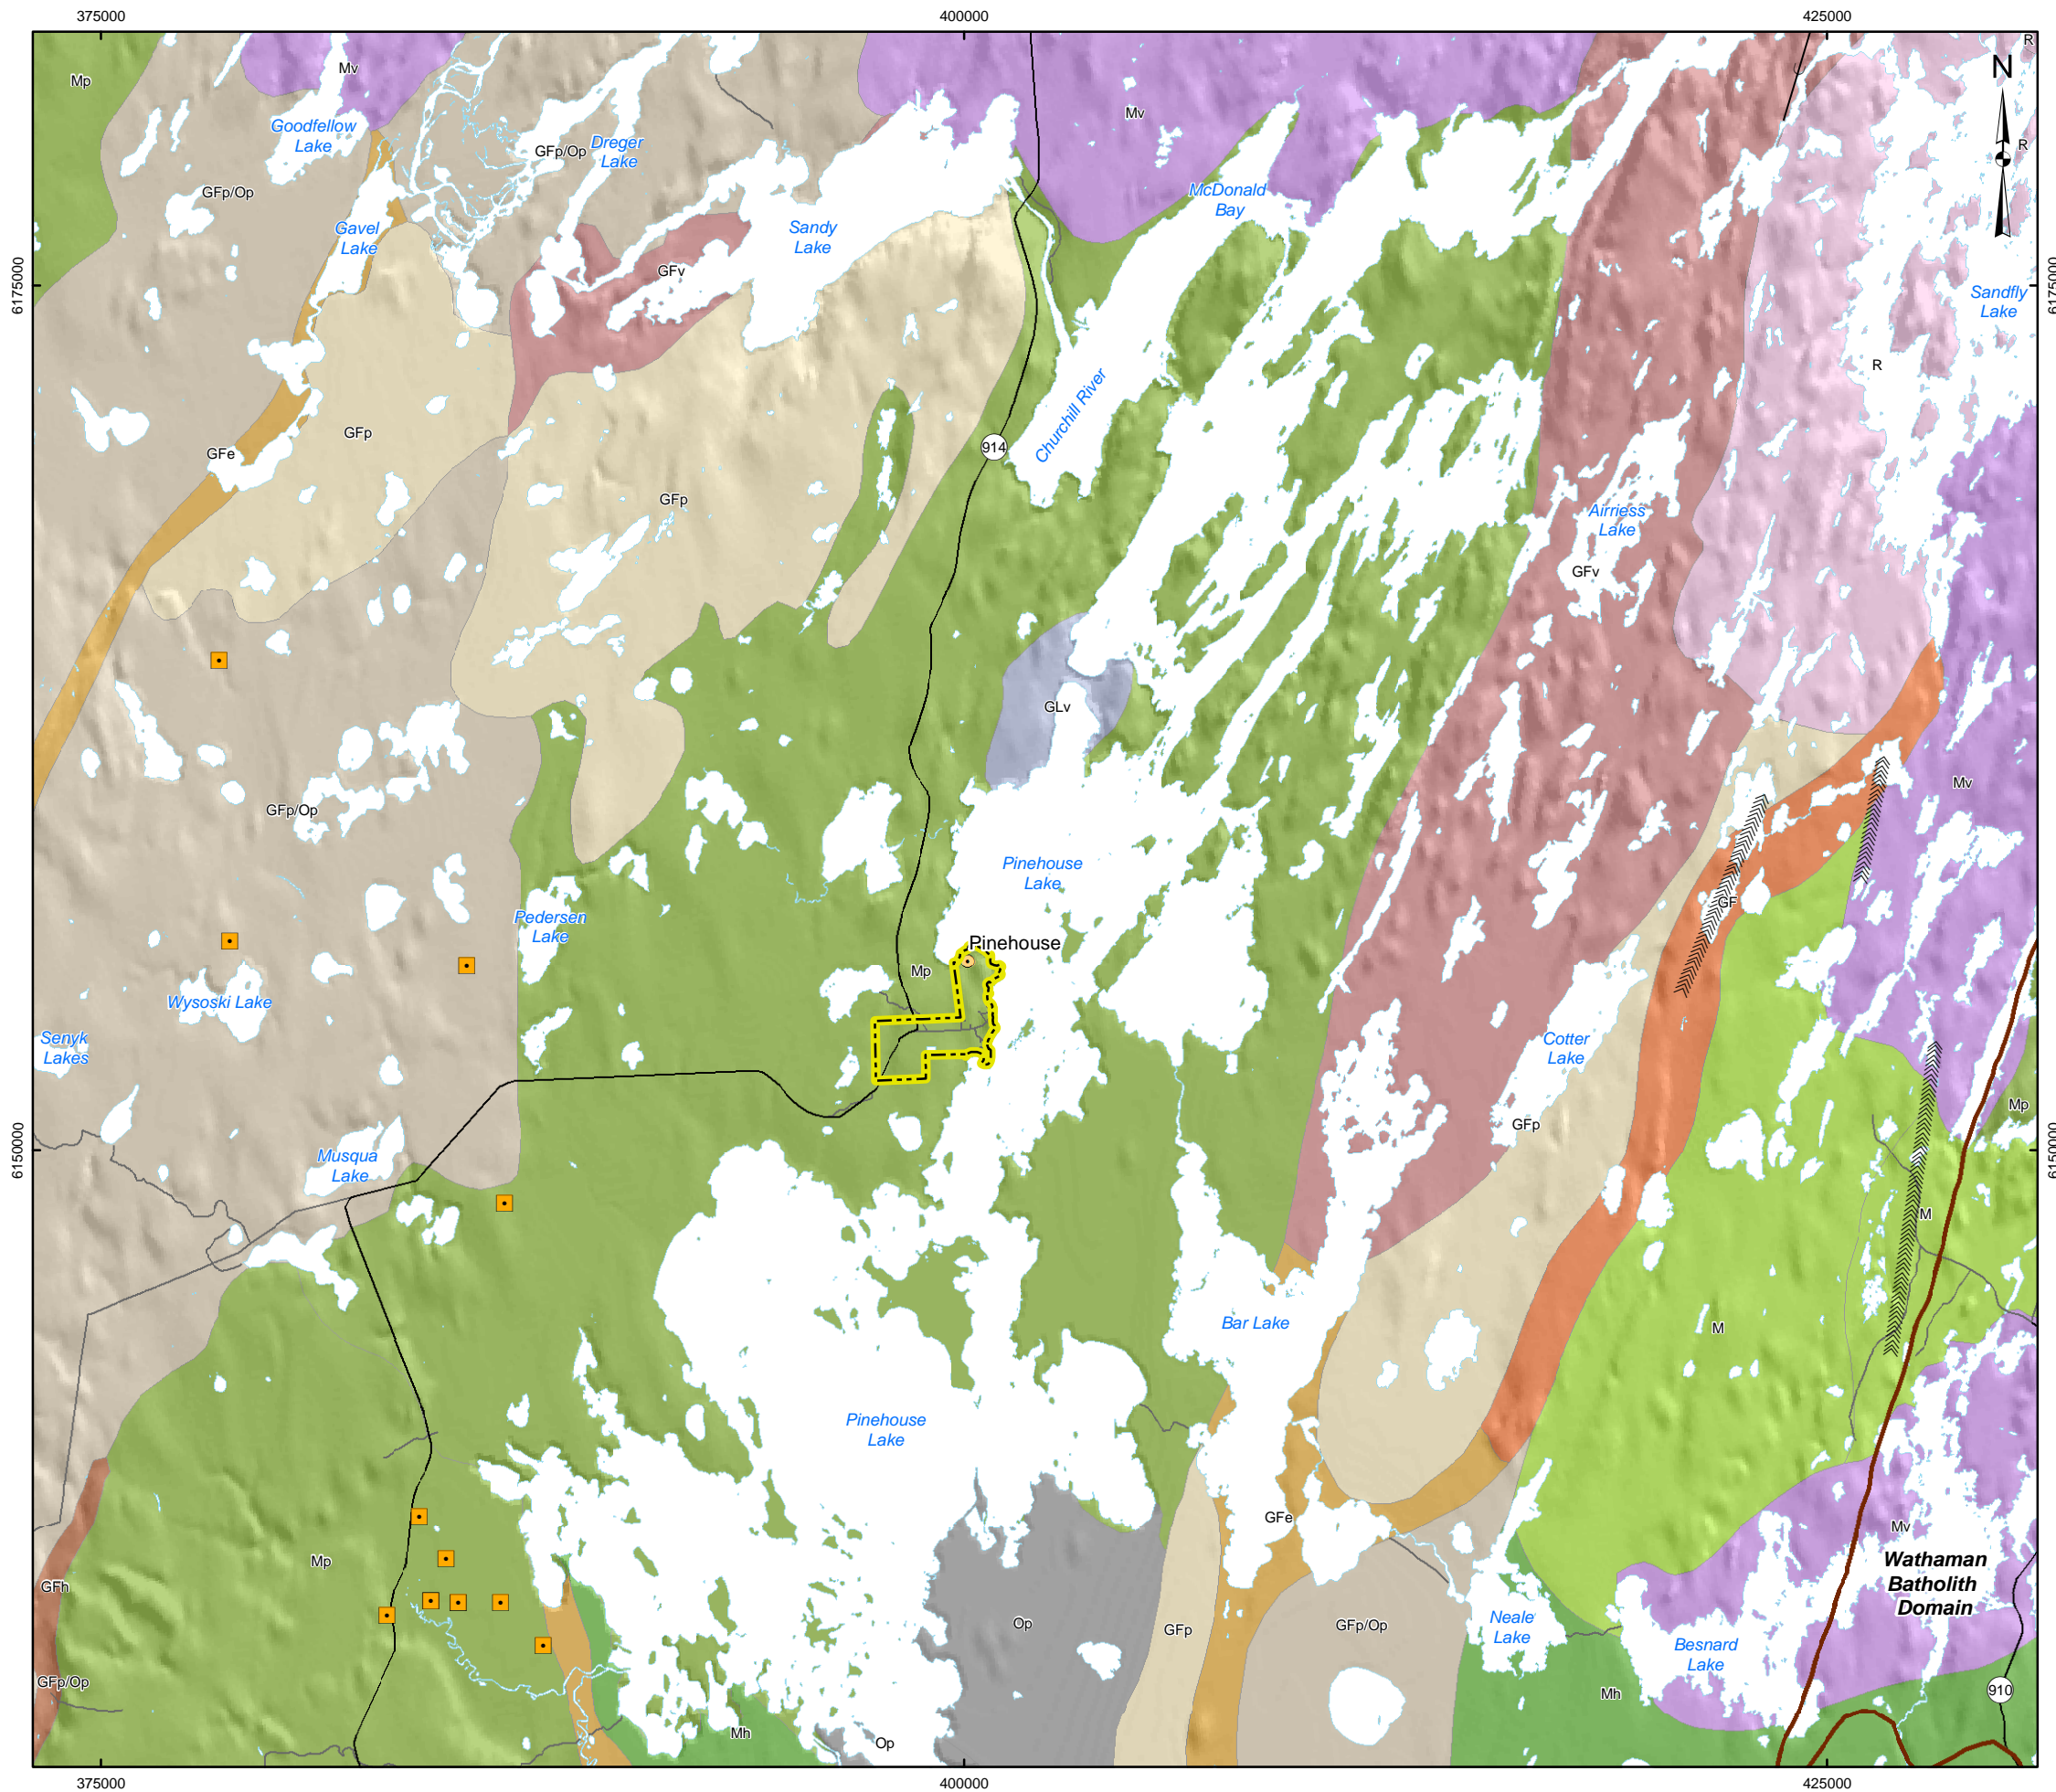 375000
400000
425000
R
Mp
Mv
N
Goodfellow
Lake
Mv
GFp/Op
Dreger
Lake
R
GFp/Op
McDonald
Bay
Gavel
Lake
Sandy
Lake
GFv
6175000
6175000
Sandfly
Lake
R
Churchill River
GFp
GFe
914
GFp
Airriess
Lake
GFv
GLv
Mv
GFp/Op
Pinehouse
Lake
GF
Pedersen
Lake
Pinehouse
Mp
Wysoski Lake
Senyk
Lakes
Cotter
Lake
Mp
GFp
6150000
6150000
Musqua
Lake
M
Bar Lake
M
Pinehouse
Lake
GFe
Mv
Mp
Wathaman
Batholith
Domain
GFh
Op
GFp
GFp/Op
Neale
Lake
Besnard
Lake
GFp/Op
Mh
910
Mh
Op
375000
400000
425000